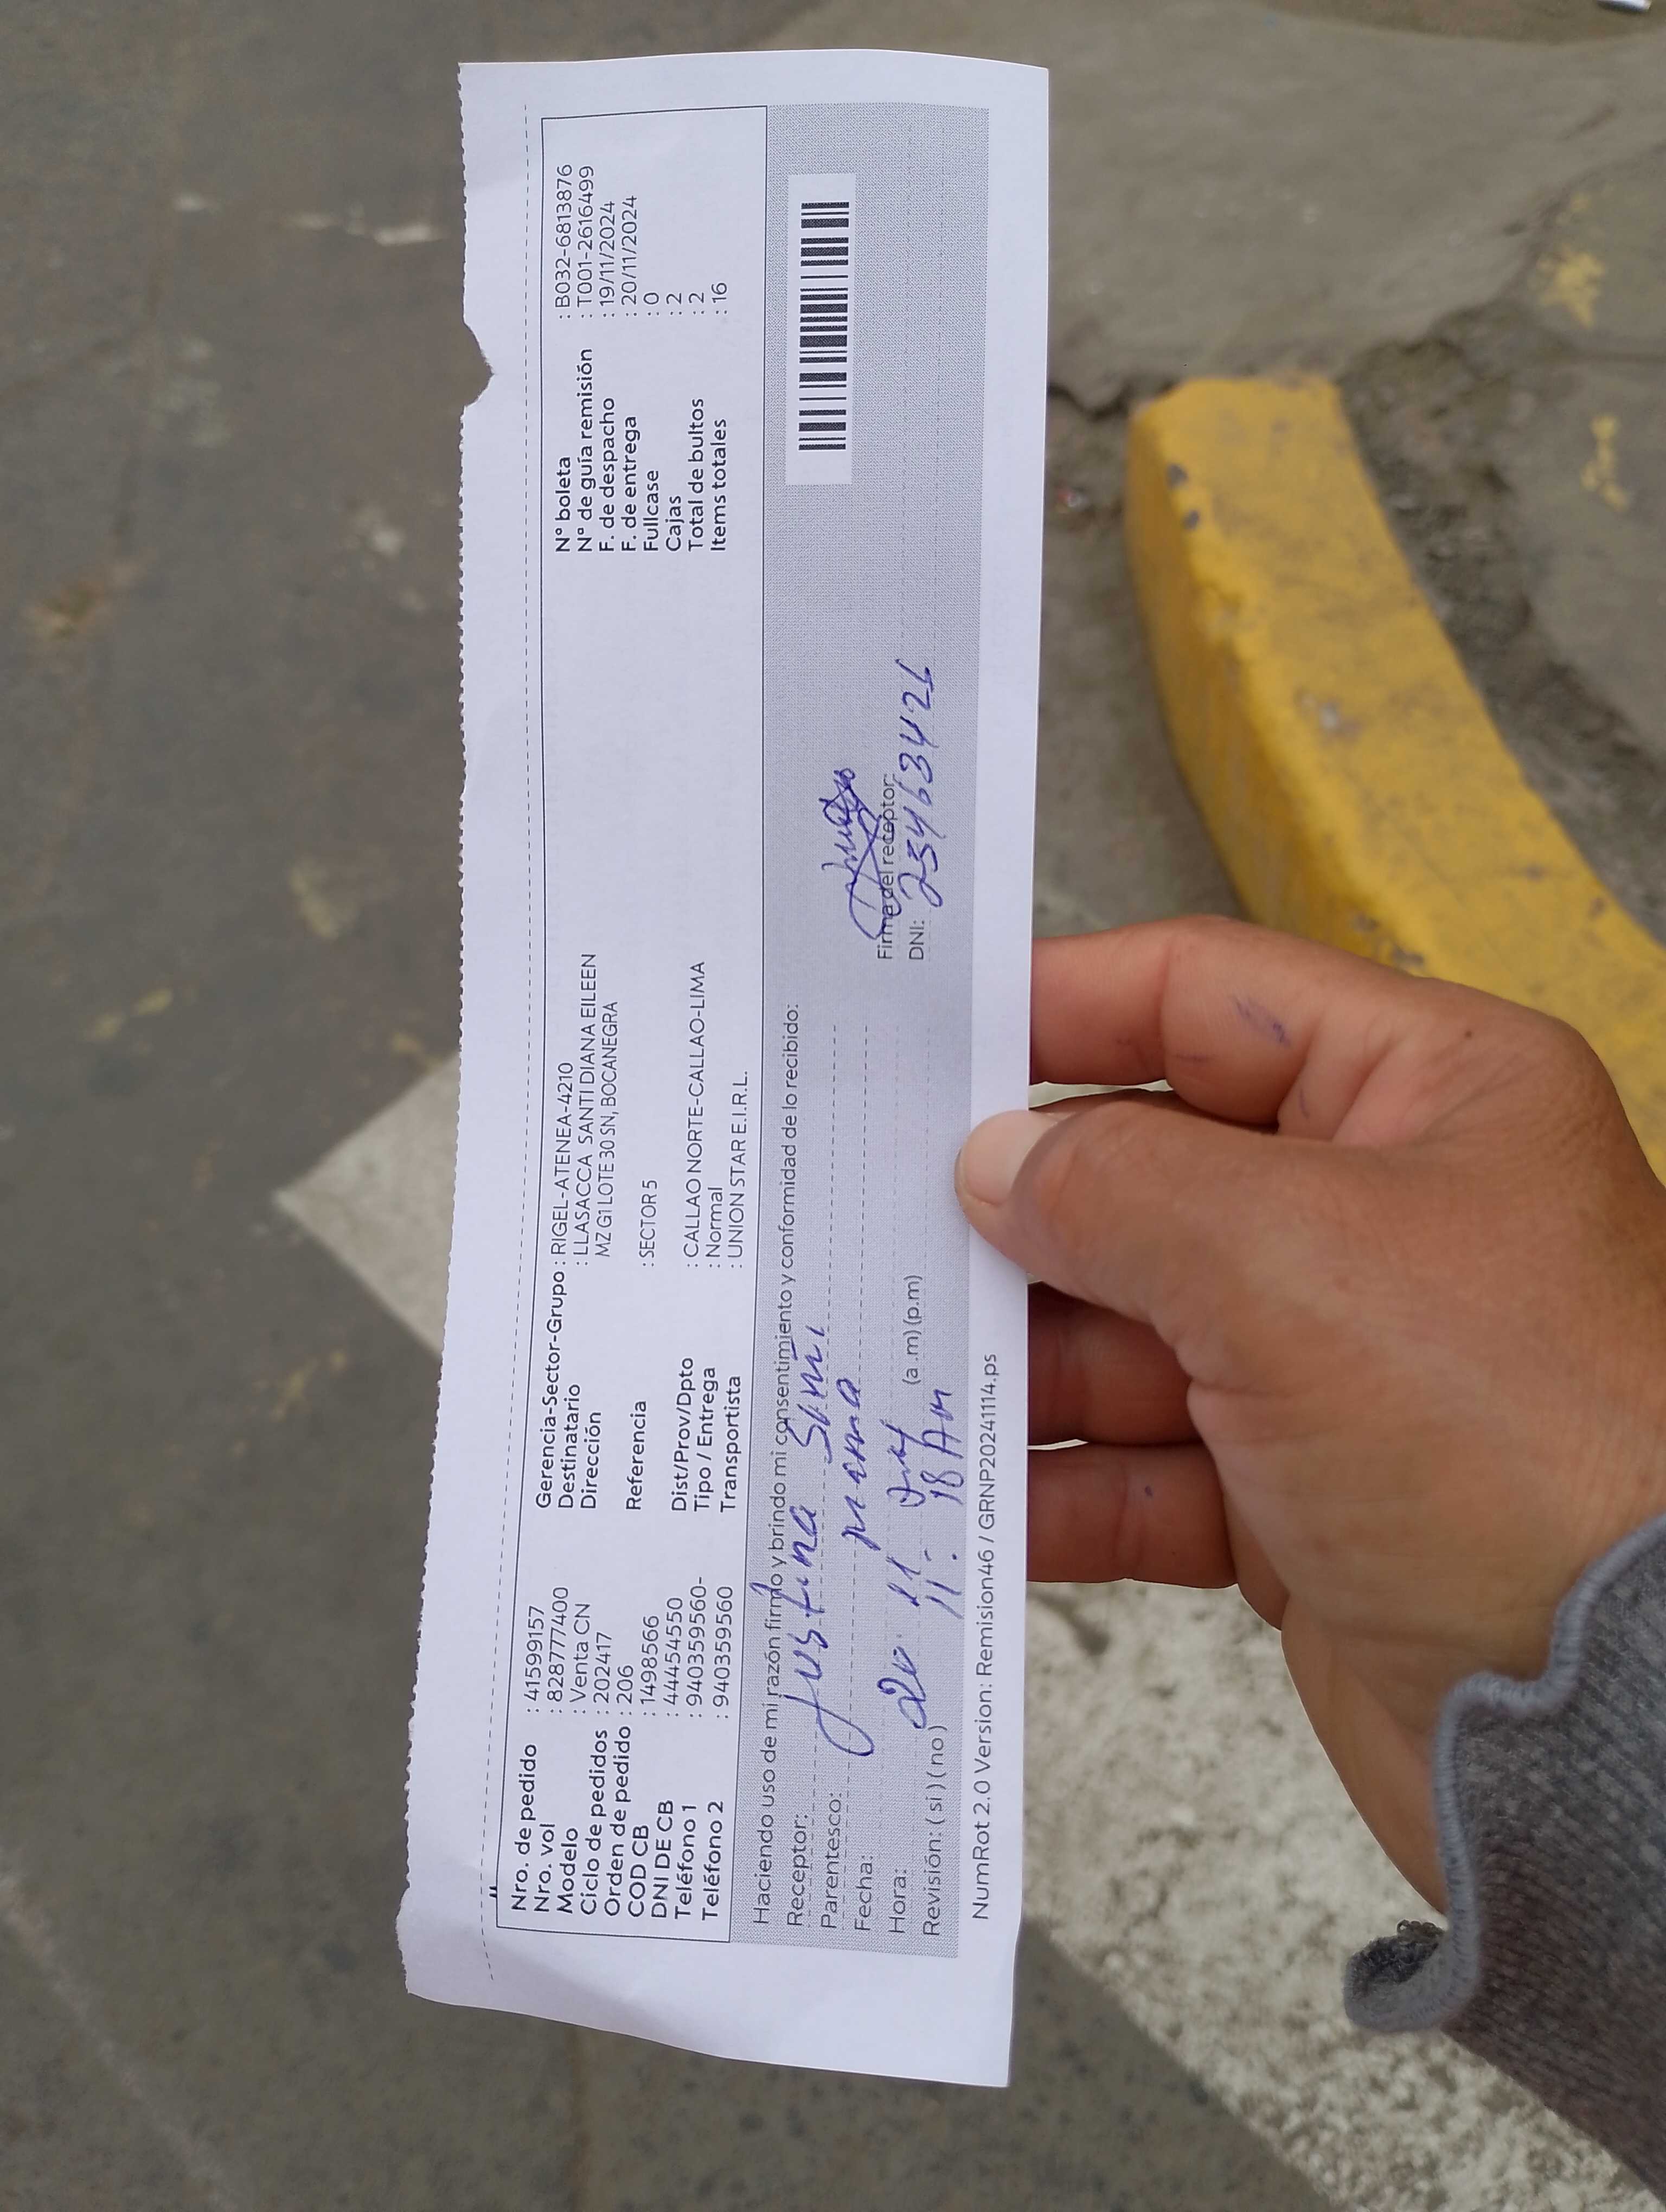 Nro. de pedido : 41599157
Nro. vol : 828777400
Modelo : Venta CN
Ciclo de pedidos : 202417
Orden de pedido : 206
COD CB : 1498566
DNI DE CB : 44454550
Teléfono 1 : 940359560-
Teléfono 2 : 940359560
Gerencia-Sector-Grupo : RIGEL-ATENEA-4210
Destinatario : LLASACCA SANTI DIANA EILEEN
Dirección MZ G1 LOTE 30 SN, BOCANEGRA
Referencia : SECTOR 5
Dist/Prov/Dpto : CALLAO NORTE-CALLAO-LIMA
Tipo / Entrega : Normal
Transportista : UNION STAR E.I.R.L.
N° boleta : B032-6813876
N° de guía remisión : T001-2616499
F. de despacho : 19/11/2024
F. de entrega : 20/11/2024
Fullcase : 0
Cajas : 2
Total de bultos : 2
Items totales : 16
Haciendo uso de mi razón firmo y brindo mi consentimiento y conformidad de lo recibido:
Receptor: Justina
Parentesco:
Fecha: 20 11
Hora: 11. 18 Am (a.m) (p.m)
Revisión: (si) (no)
Firma del receptor:
DNI: 25463421
NumRot 2.0 Version: Remision46 / GRNP20241114.ps